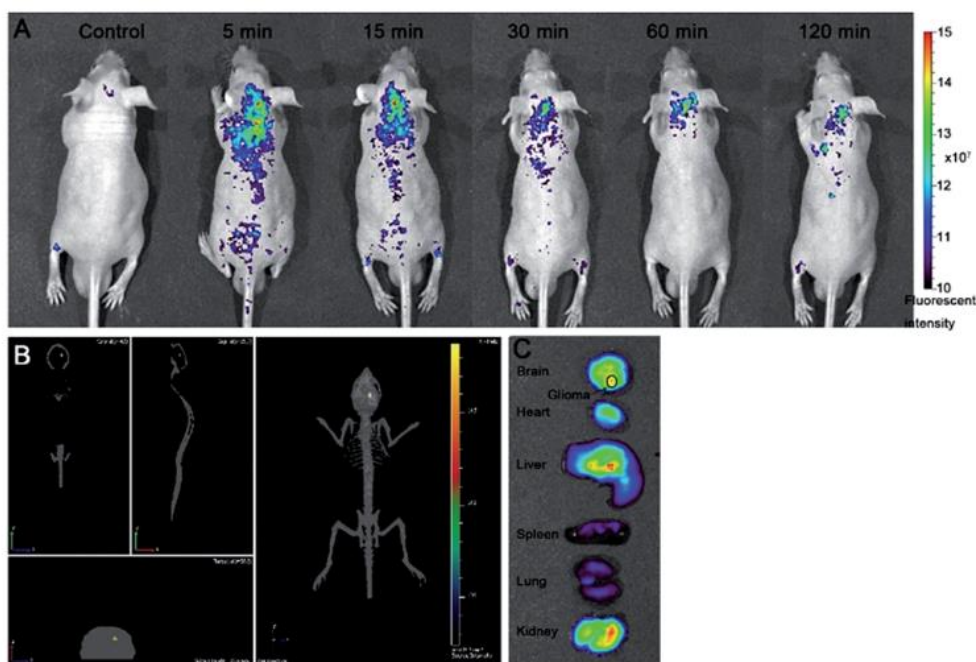 A
Control 5 min 15 min 30 min 60 min 120 min
15
14
13
×10⁷
12
11
10
Fluorescent
intensity
B
C
Brain
Glioma
Heart
Liver
Spleen
Lung
Kidney